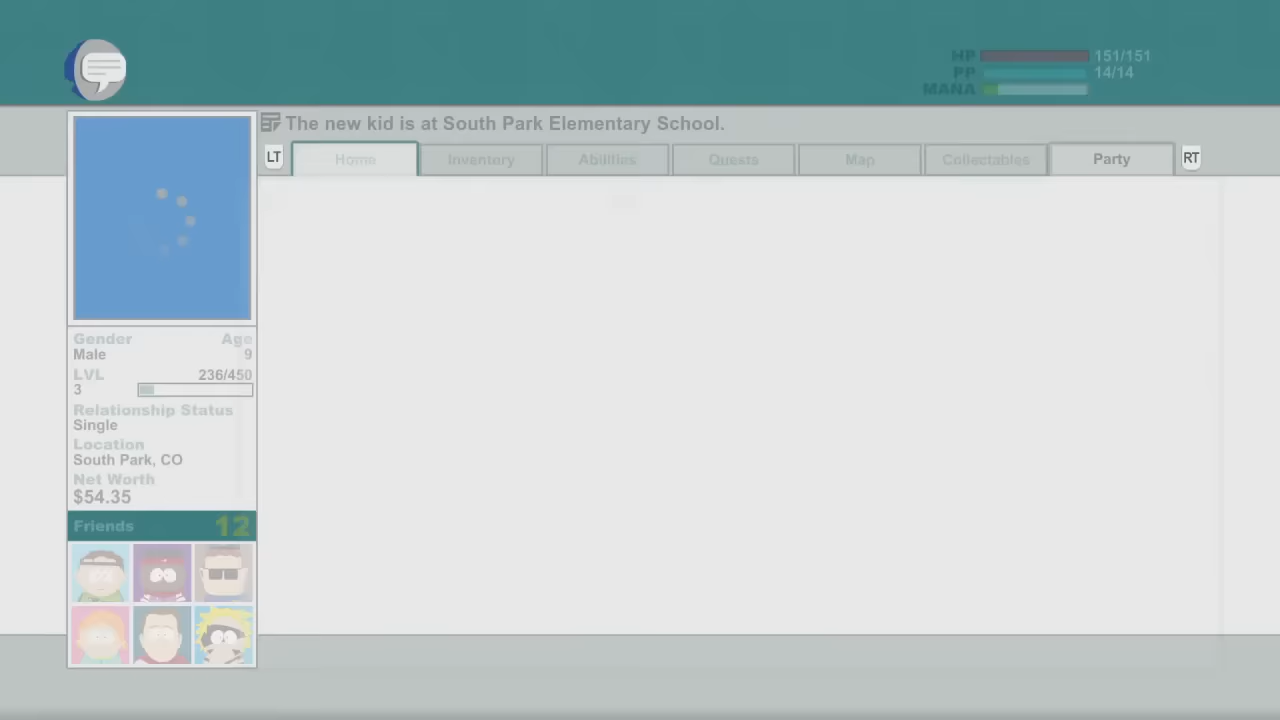 HP 151/151
PP 14/14
MANA
The new kid is at South Park Elementary School.
LT Home Inventory Abilities Quests Map Collectables Party RT
Gender Age
Male 9
LVL 236/450
3
Relationship Status
Single
Location
South Park, CO
Net Worth
$54.35
Friends 12